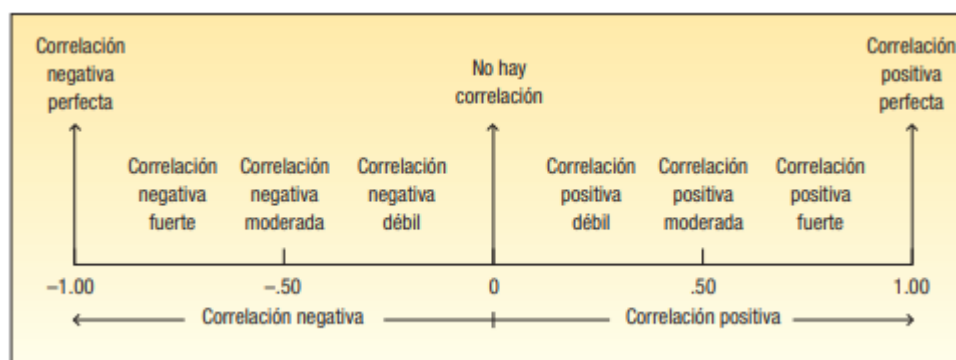 Correlación
negativa
perfecta
No hay
correlación
Correlación
positiva
perfecta
Correlación
negativa
fuerte
Correlación
negativa
moderada
Correlación
negativa
débil
Correlación
positiva
débil
Correlación
positiva
moderada
Correlación
positiva
fuerte
–1.00
–.50
0
.50
1.00
Correlación negativa
Correlación positiva